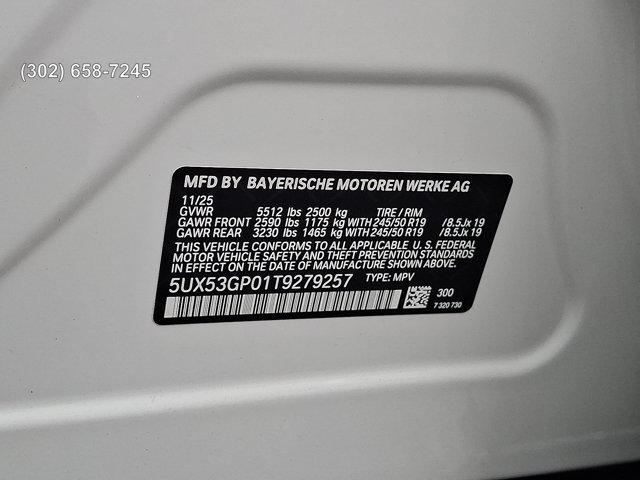 (302) 658-7245
MFD BY BAYERISCHE MOTOREN WERKE AG
11/25
GVWR 5512 lbs 2500 kg TIRE / RIM
GAWR FRONT 2590 lbs 1175 kg WITH 245/50 R19 /8.5Jx 19
GAWR REAR 3230 lbs 1465 kg WITH 245/50 R19 /8.5Jx 19
THIS VEHICLE CONFORMS TO ALL APPLICABLE U. S. FEDERAL
MOTOR VEHICLE SAFETY AND THEFT PREVENTION STANDARDS
IN EFFECT ON THE DATE OF MANUFACTURE SHOWN ABOVE.
5UX53GP01T9279257 TYPE: MPV
300
7 320 730